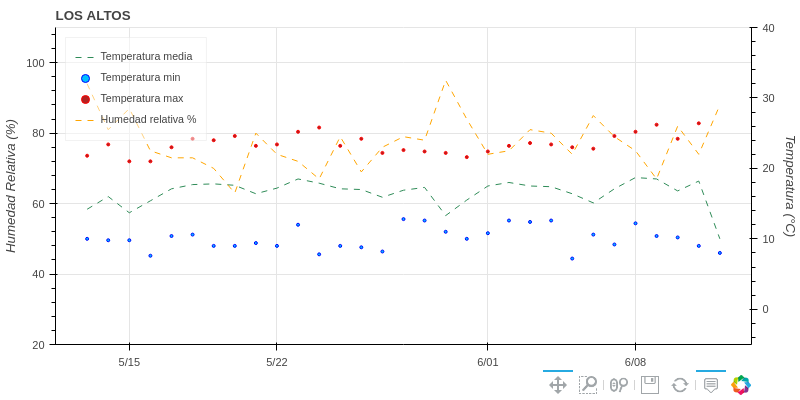 LOS ALTOS
Temperatura media
Temperatura min
Temperatura max
Humedad relativa %
Humedad Relativa (%)
100
80
60
40
20
Temperatura (°C)
40
30
20
10
0
5/15
5/22
6/01
6/08